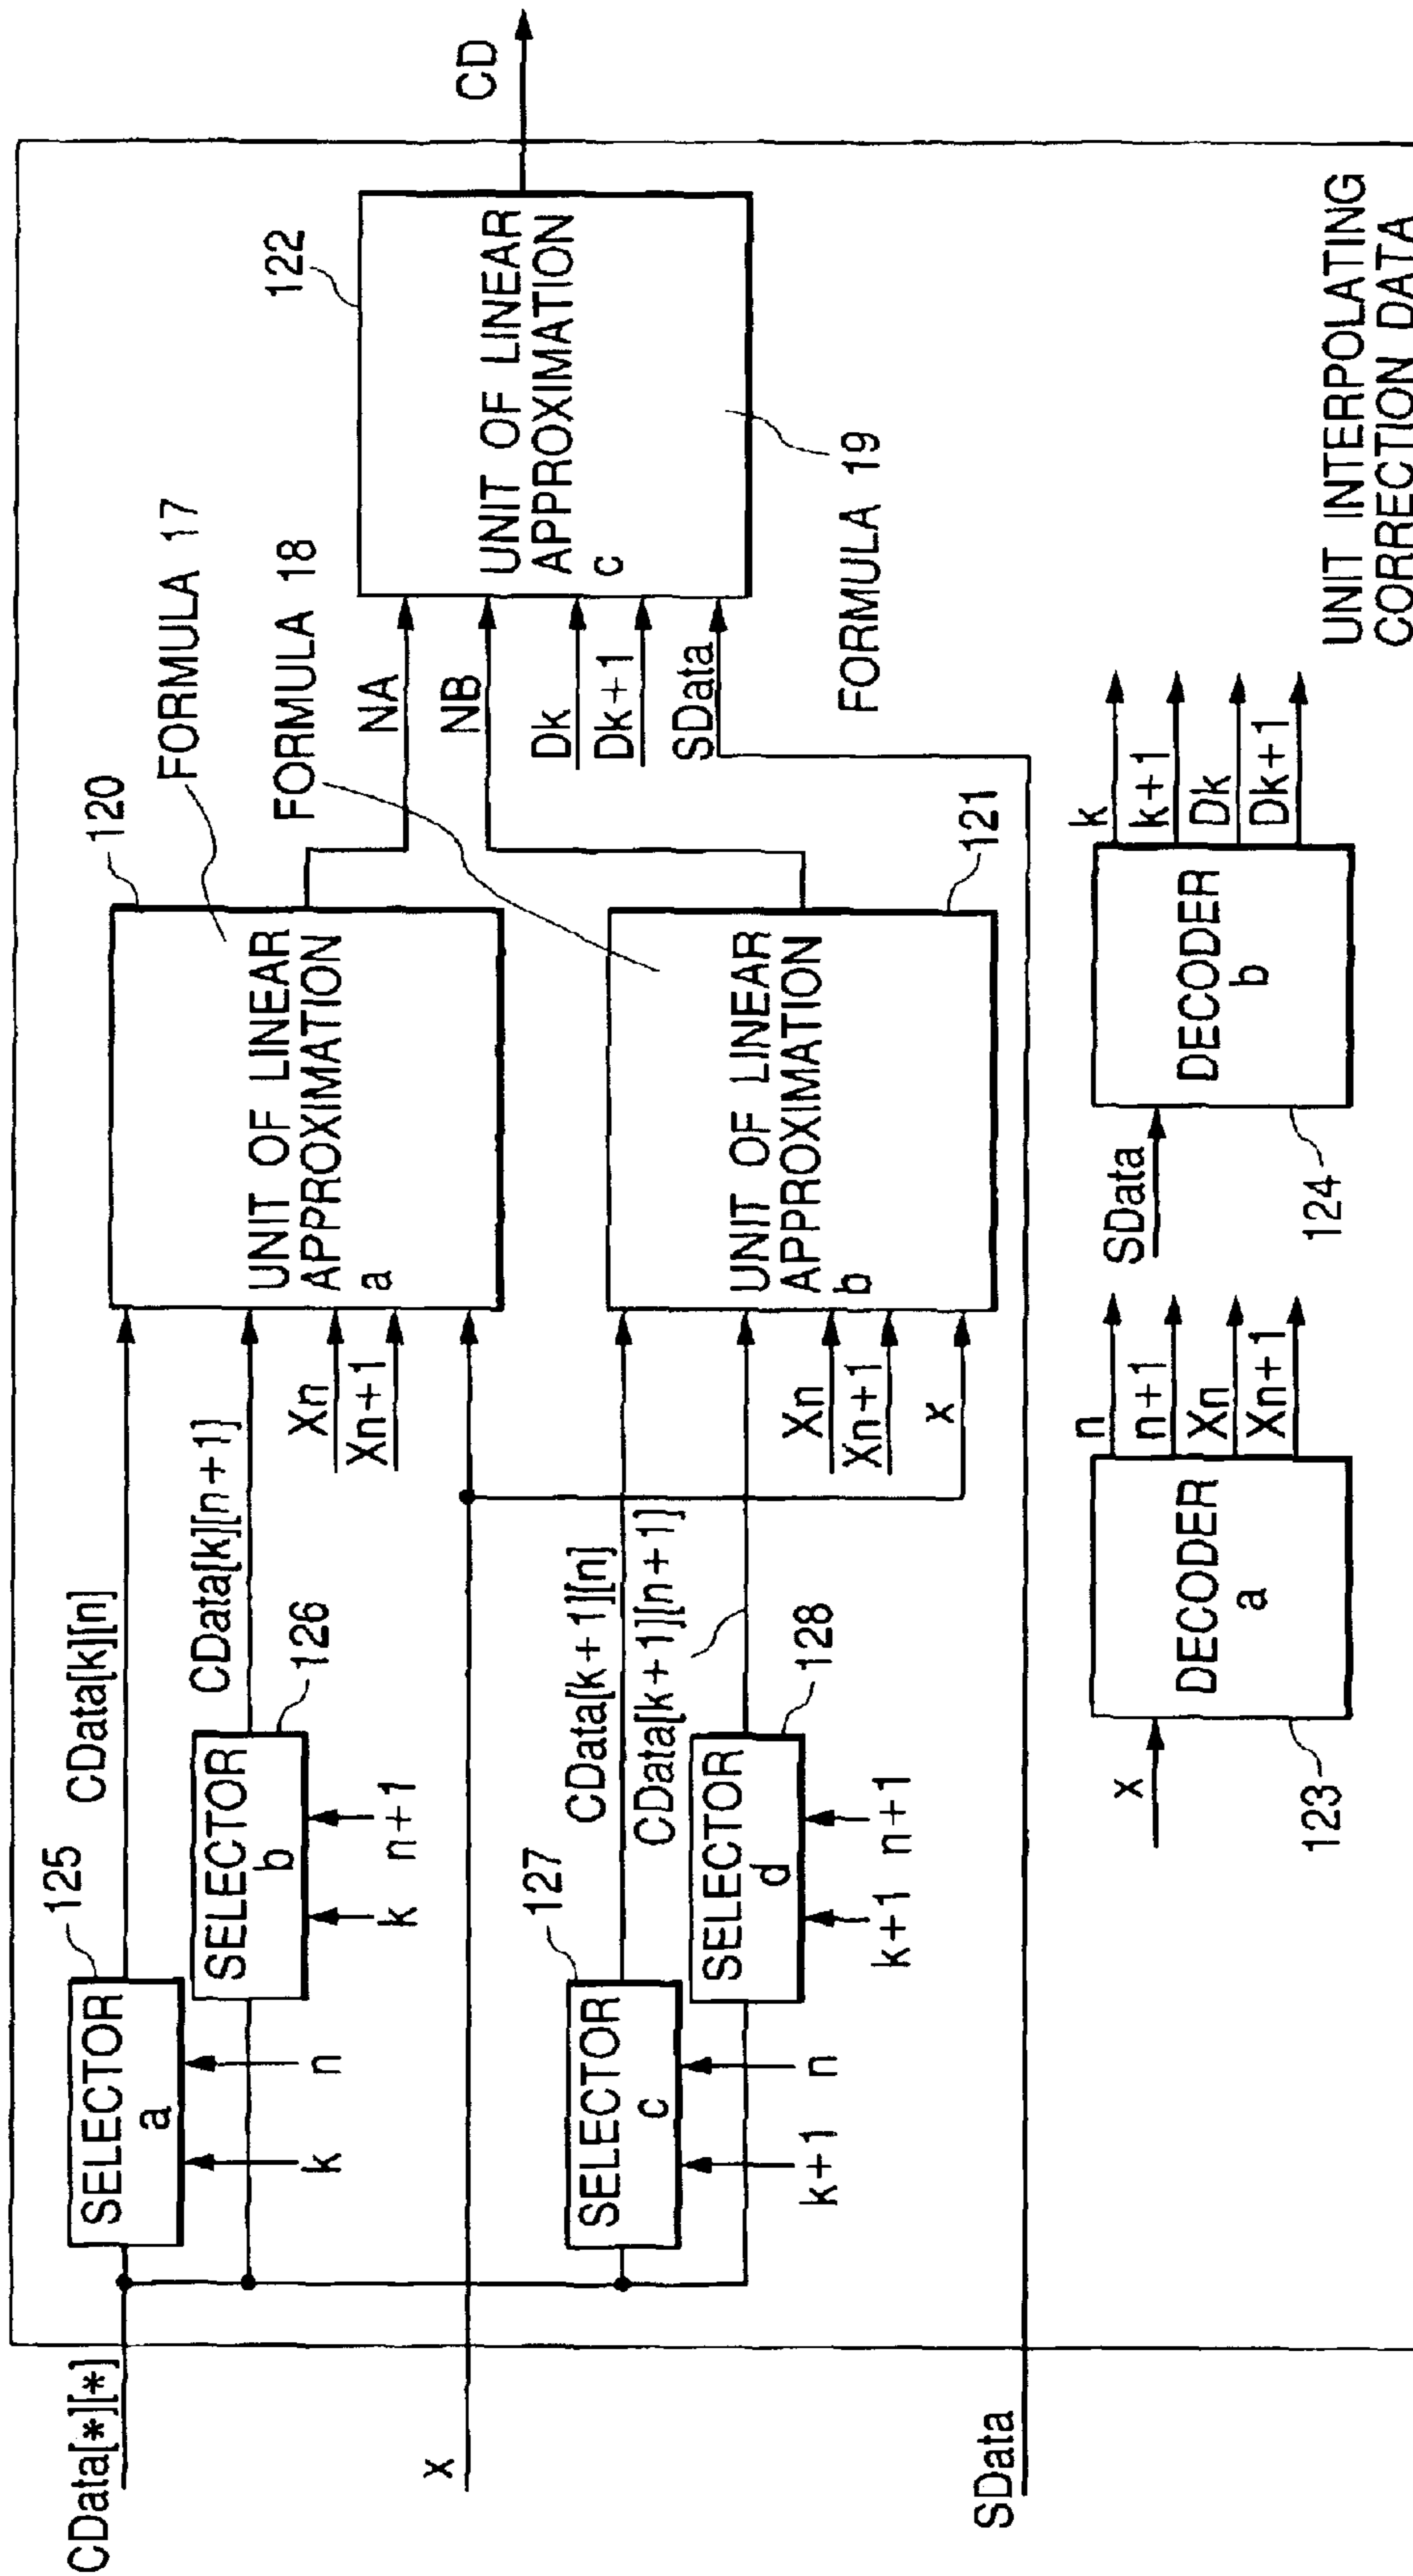 CData[*][*]
x
SData
125
SELECTOR
a
k
n
CData[k][n]
126
SELECTOR
b
k
n+1
CData[k][n+1]
127
SELECTOR
c
k+1
n
CData[k+1][n]
128
SELECTOR
d
k+1
n+1
CData[k+1][n+1]
Xn
Xn+1
120
UNIT OF LINEAR
APPROXIMATION
a
FORMULA 17
Xn
Xn+1
x
121
UNIT OF LINEAR
APPROXIMATION
b
FORMULA 18
NA
NB
Dk
Dk+1
SData
122
UNIT OF LINEAR
APPROXIMATION
c
FORMULA 19
CD
x
123
DECODER
a
n
n+1
Xn
Xn+1
SData
124
DECODER
b
k
k+1
Dk
Dk+1
UNIT INTERPOLATING
CORRECTION DATA